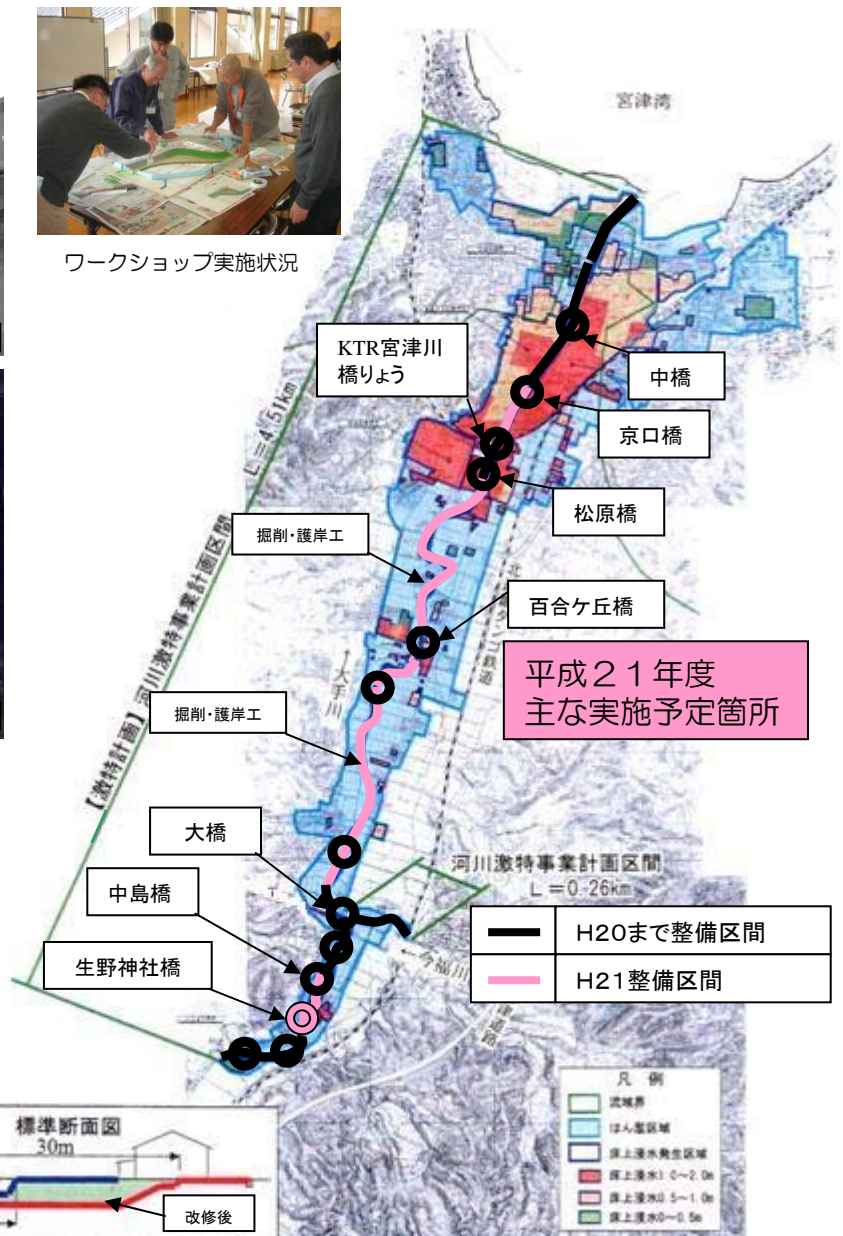 ワークショップ実施状況
宮津湾
KTR宮津川
橋りょう
中橋
京口橋
松原橋
掘削・護岸工
百合ケ丘橋
平成２１年度
主な実施予定箇所
【激特計画】河川激特事業計画区間 L＝4.51km
←大手川
掘削・護岸工
大橋
中島橋
生野神社橋
河川激特事業計画区間
L＝0.26km
H20まで整備区間
H21整備区間
←今福川
凡 例
流域界
はん濫区域
床上浸水発生区域
床上浸水1.0～2.0m
床上浸水0.5～1.0m
床上浸水0～0.5m
標準断面図
30m
改修後